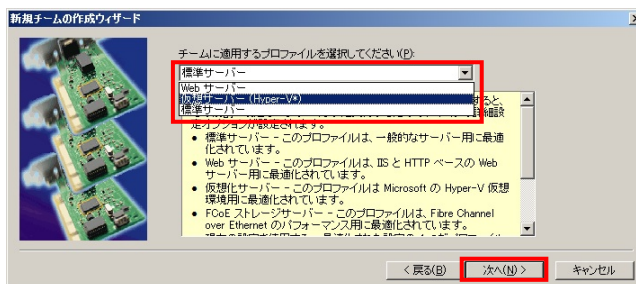 新規チームの作成ウィザード
チームに適用するプロファイルを選択してください(P):
標準サーバー
Web サーバー
仮想サーバー (Hyper-V*)
標準サーバー
すると、
定オプションが設定されます。
• 標準サーバー - このプロファイルは、一般的なサーバー用に最適
化されています。
• Web サーバー - このプロファイルは、IIS と HTTP ベースの Web
サーバー用に最適化されています。
• 仮想化サーバー - このプロファイルは Microsoft の Hyper-V 仮想
環境用に最適化されています。
• FCoE ストレージサーバー - このプロファイルは、Fibre Channel
over Ethernet のパフォーマンス用に最適化されています。
< 戻る(B)
次へ(N) >
キャンセル